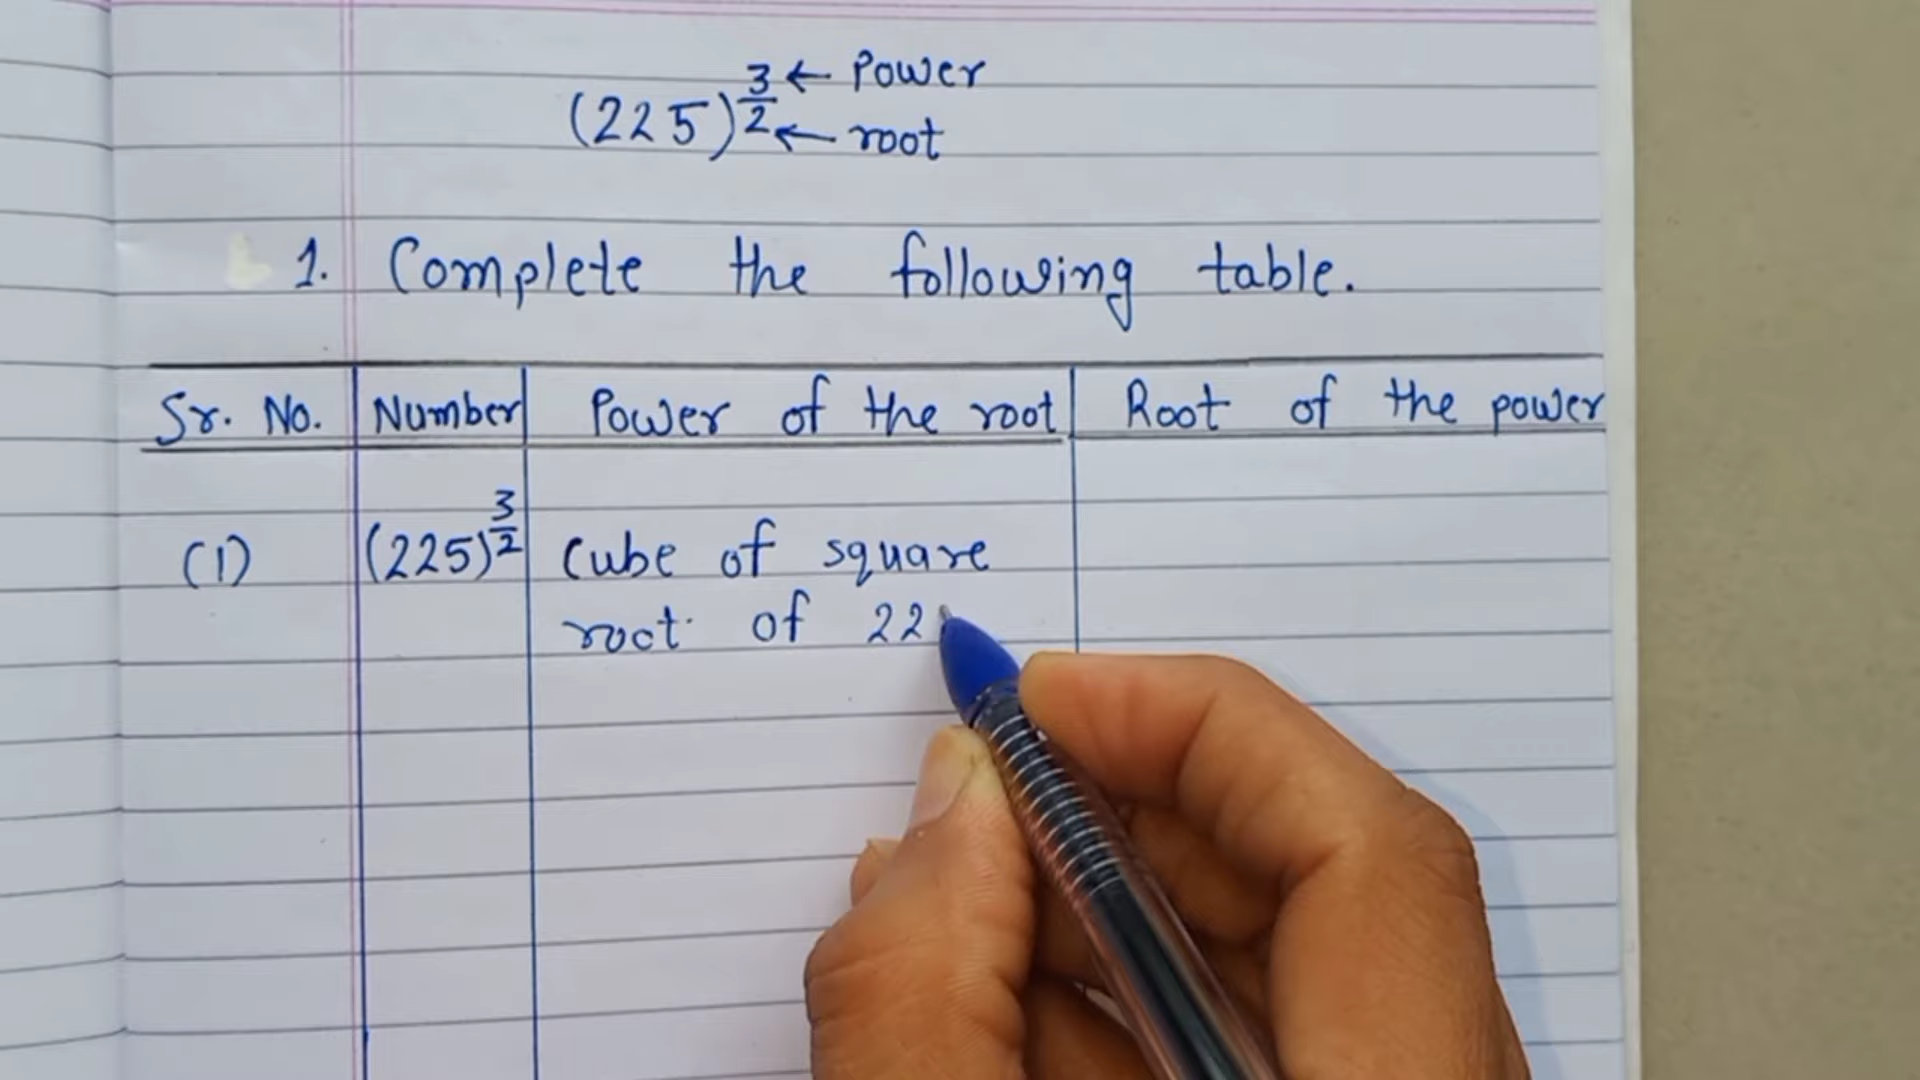 (225)^3/2 ← Power
← root
1. Complete the following table.
Sr. No. Number Power of the root Root of the power
(1) (225)^3/2 Cube of square
root of 22